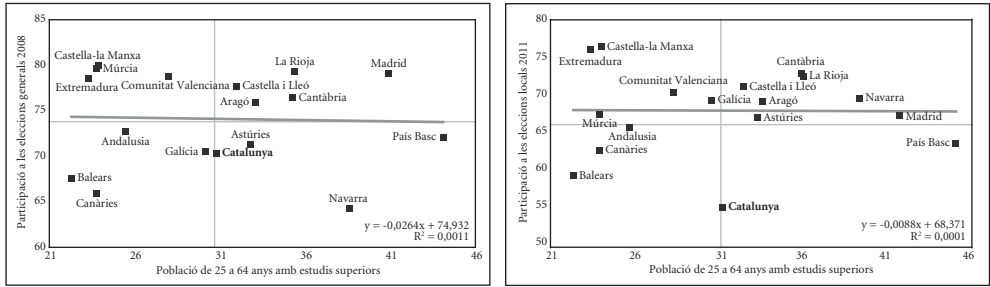 Participació a les eleccions generals 2008
85
80
75
70
65
60
Castella-la Manxa
Múrcia
Extremadura
Comunitat Valenciana
Castella i Lleó
La Rioja
Madrid
Aragó
Cantàbria
Andalusia
Astúries
País Basc
Galícia
Catalunya
Balears
Canàries
Navarra
y = -0,0264x + 74,932
R² = 0,0011
21 26 31 36 41 46
Població de 25 a 64 anys amb estudis superiors
Participació a les eleccions locals 2011
80
75
70
65
60
55
50
Castella-la Manxa
Extremadura
Cantàbria
La Rioja
Comunitat Valenciana
Castella i Lleó
Galícia
Aragó
Navarra
Múrcia
Astúries
Madrid
Andalusia
Canàries
País Basc
Balears
Catalunya
y = -0,0088x + 68,371
R² = 0,0001
21 26 31 36 41 46
Població de 25 a 64 anys amb estudis superiors